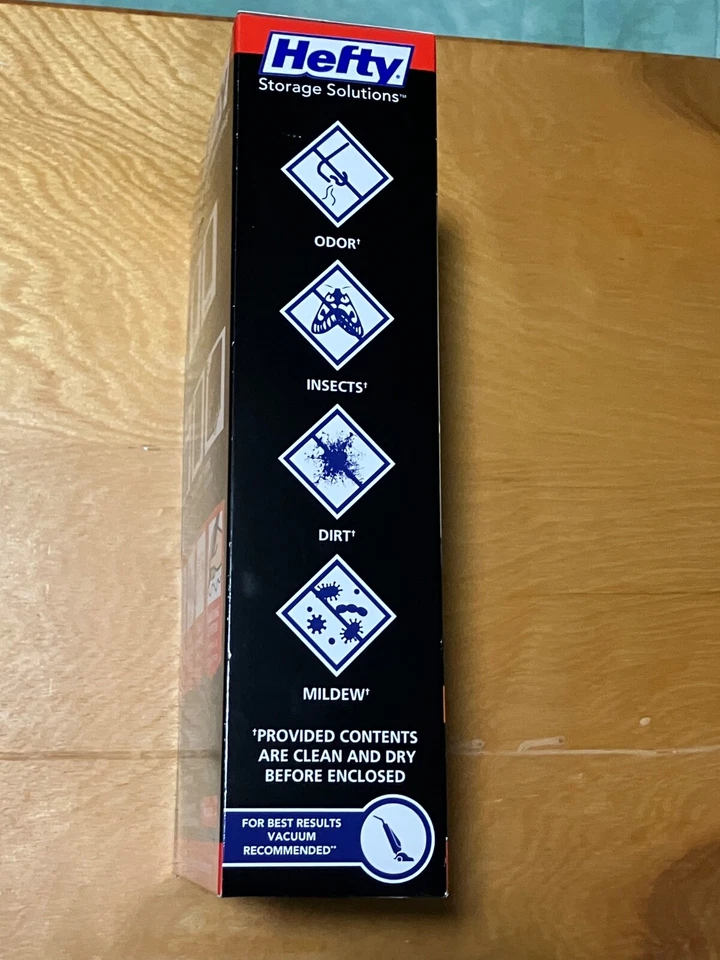 Hefty®
Storage Solutions™
ODOR†
INSECTS†
DIRT†
MILDEW†
†PROVIDED CONTENTS
ARE CLEAN AND DRY
BEFORE ENCLOSED
FOR BEST RESULTS
VACUUM
RECOMMENDED**